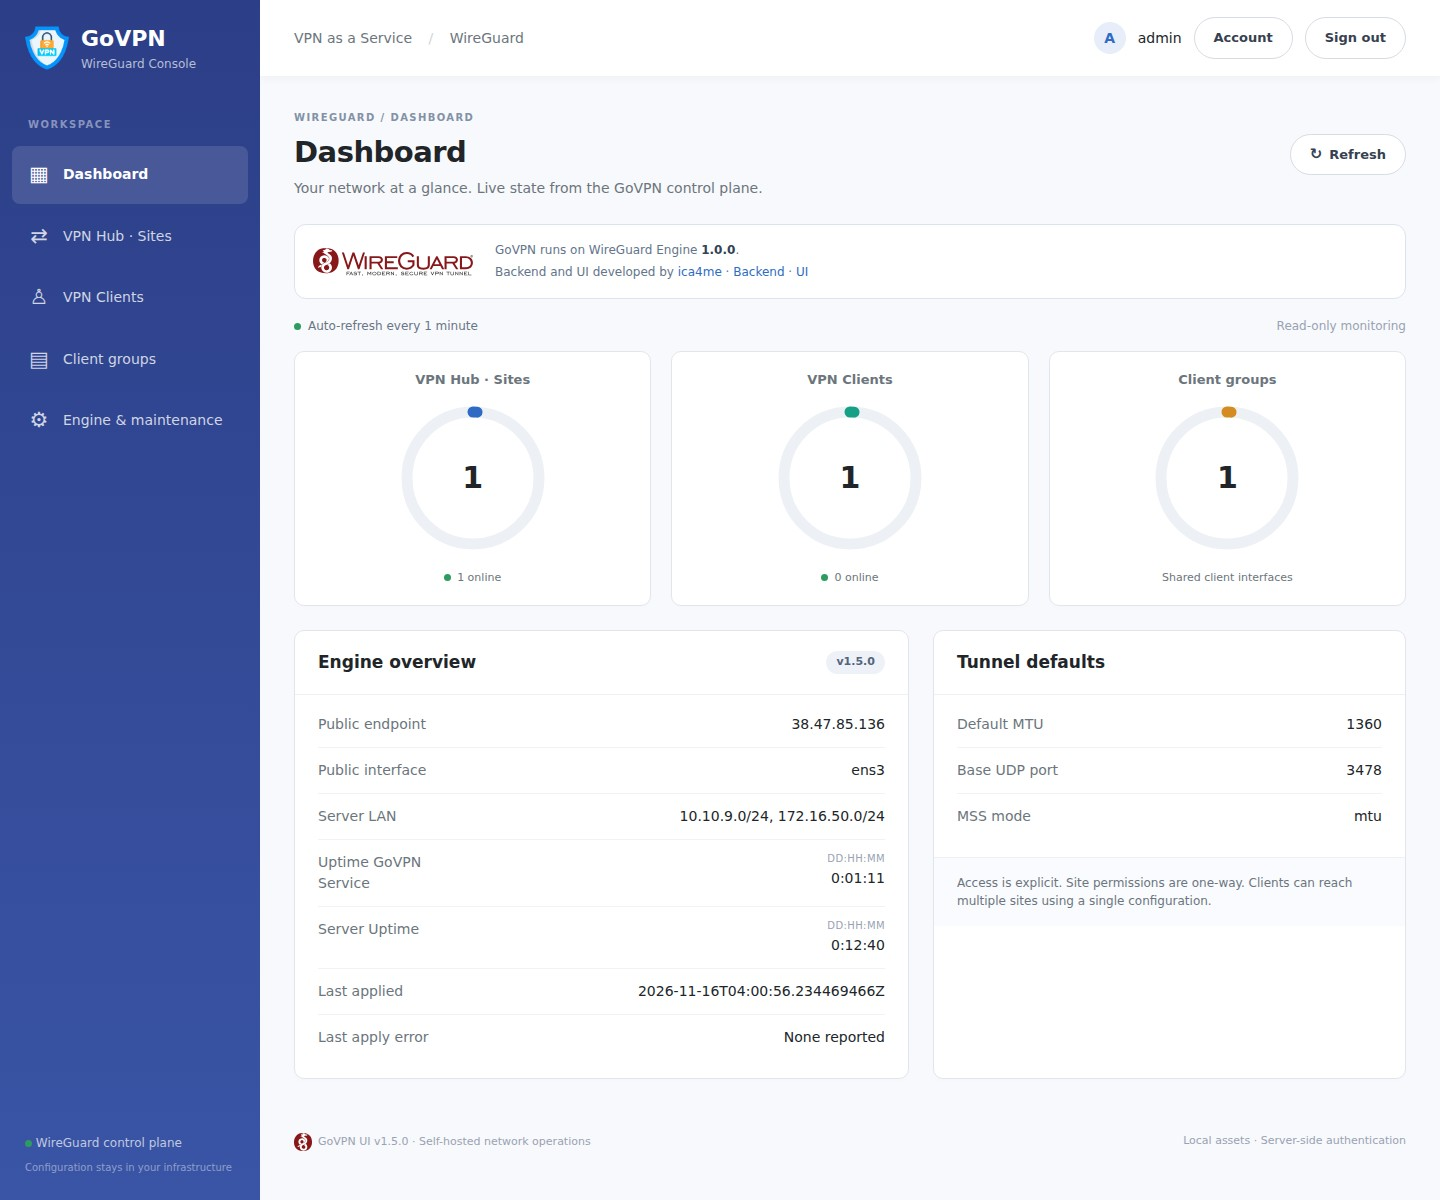 VPN
GoVPN
WireGuard Console
WORKSPACE
Dashboard
VPN Hub · Sites
VPN Clients
Client groups
Engine & maintenance
WireGuard control plane
Configuration stays in your infrastructure
VPN as a Service / WireGuard
A admin Account Sign out
WIREGUARD / DASHBOARD
Dashboard
Your network at a glance. Live state from the GoVPN control plane.
↻ Refresh
WIREGUARD
FAST, MODERN, SECURE VPN TUNNEL
GoVPN runs on WireGuard Engine 1.0.0.
Backend and UI developed by ica4me · Backend · UI
Auto-refresh every 1 minute
Read-only monitoring
VPN Hub · Sites
1
1 online
VPN Clients
1
0 online
Client groups
1
Shared client interfaces
Engine overview v1.5.0
Public endpoint 38.47.85.136
Public interface ens3
Server LAN 10.10.9.0/24, 172.16.50.0/24
Uptime GoVPN Service DD:HH:MM
0:01:11
Server Uptime DD:HH:MM
0:12:40
Last applied 2026-11-16T04:00:56.234469466Z
Last apply error None reported
Tunnel defaults
Default MTU 1360
Base UDP port 3478
MSS mode mtu
Access is explicit. Site permissions are one-way. Clients can reach
multiple sites using a single configuration.
GoVPN UI v1.5.0 · Self-hosted network operations
Local assets · Server-side authentication